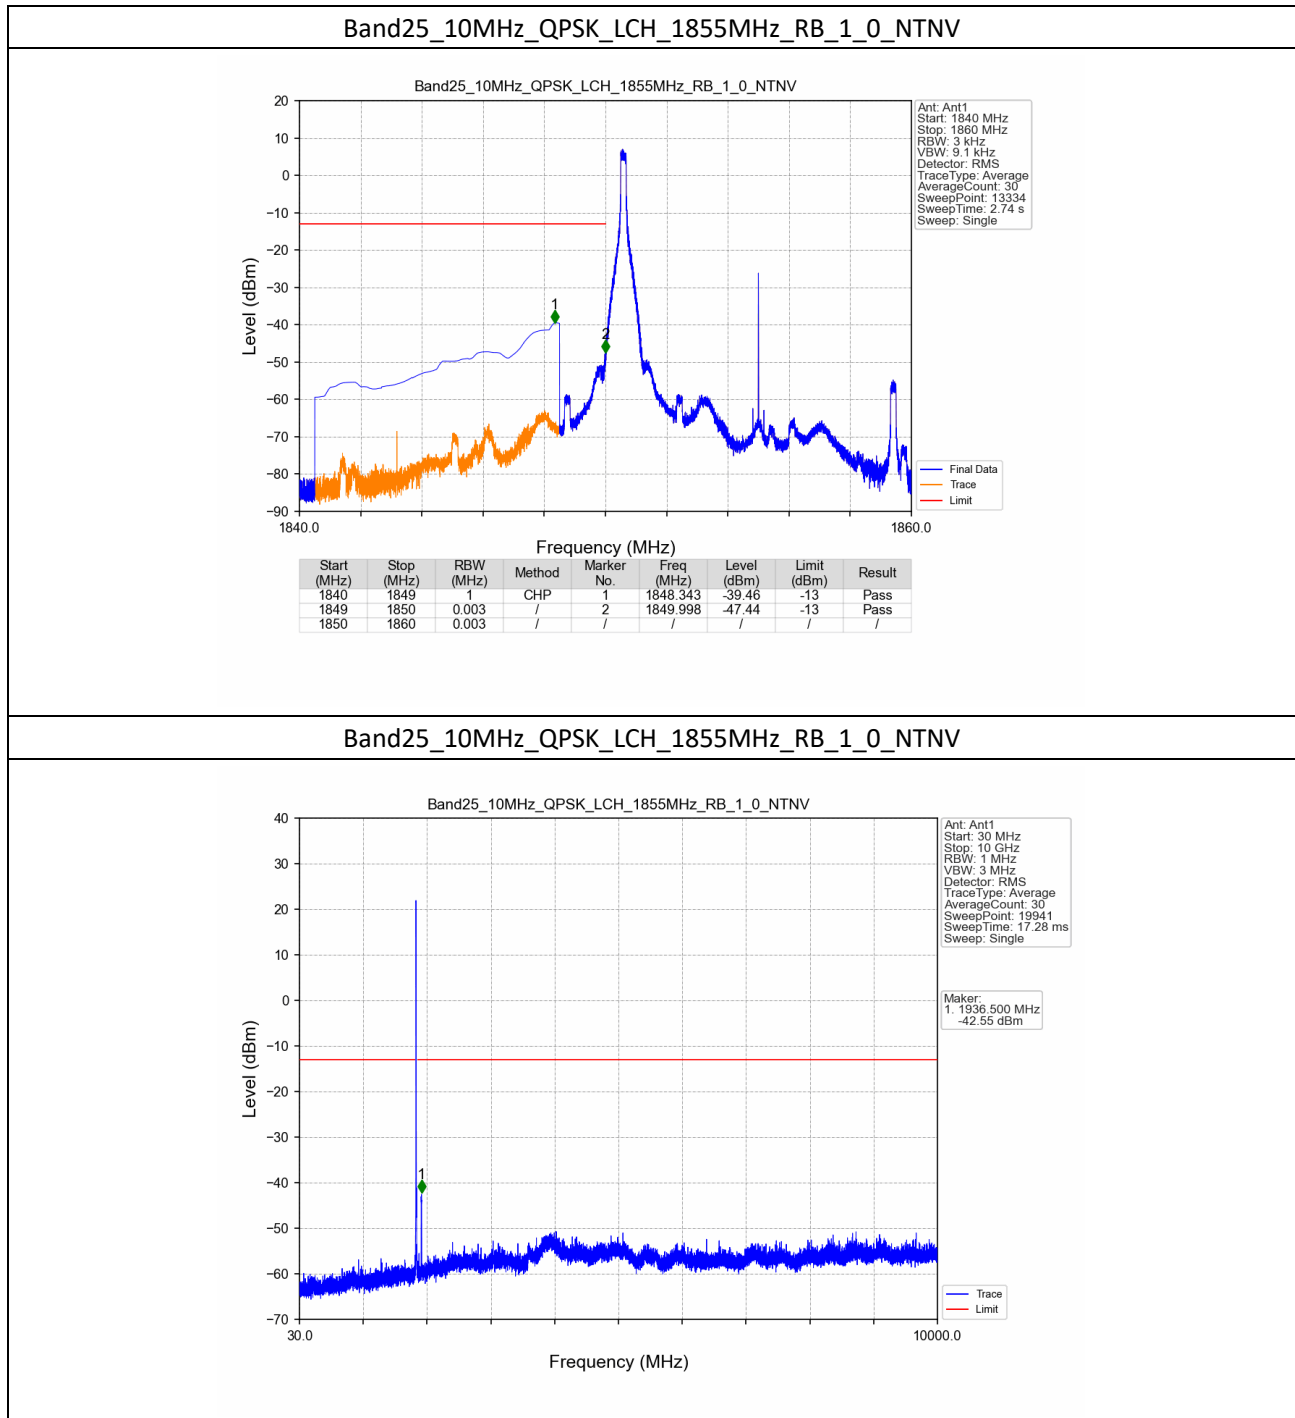 Band25_10MHz_QPSK_LCH_1855MHz_RB_1_0_NTNV
Band25_10MHz_QPSK_LCH_1855MHz_RB_1_0_NTNV
20
10
0
−10
−20
−30
−40
−50
−60
−70
−80
−90
Level (dBm)
1
2
1840.0
1860.0
Frequency (MHz)
Ant: Ant1
Start: 1840 MHz
Stop: 1860 MHz
RBW: 3 kHz
VBW: 9.1 kHz
Detector: RMS
TraceType: Average
AverageCount: 30
SweepPoint: 13334
SweepTime: 2.74 s
Sweep: Single
Final Data
Trace
Limit
Start (MHz) Stop (MHz) RBW (MHz) Method Marker No. Freq (MHz) Level (dBm) Limit (dBm) Result
1840 1849 1 CHP 1 1848.343 -39.46 -13 Pass
1849 1850 0.003 / 2 1849.998 -47.44 -13 Pass
1850 1860 0.003 / / / / / /
Band25_10MHz_QPSK_LCH_1855MHz_RB_1_0_NTNV
Band25_10MHz_QPSK_LCH_1855MHz_RB_1_0_NTNV
40
30
20
10
0
−10
−20
−30
−40
−50
−60
−70
Level (dBm)
1
30.0
10000.0
Frequency (MHz)
Ant: Ant1
Start: 30 MHz
Stop: 10 GHz
RBW: 1 MHz
VBW: 3 MHz
Detector: RMS
TraceType: Average
AverageCount: 30
SweepPoint: 19941
SweepTime: 17.28 ms
Sweep: Single
Maker:
1. 1936.500 MHz
-42.55 dBm
Trace
Limit